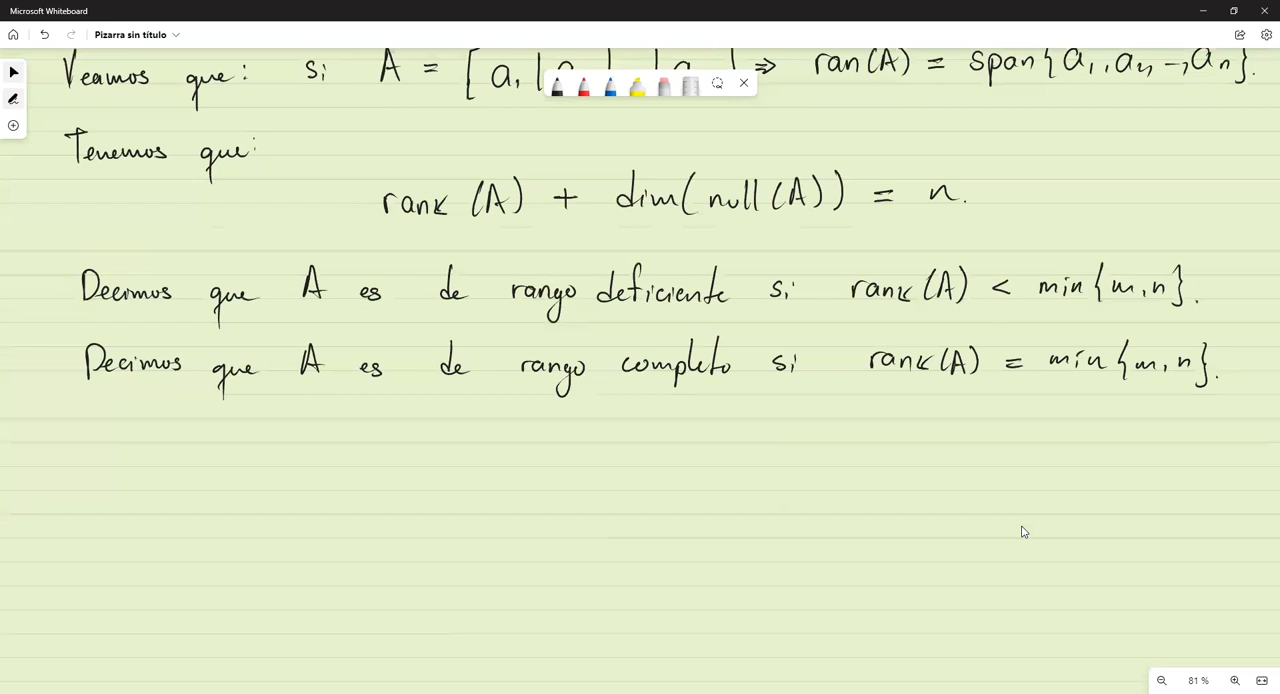 Microsoft Whiteboard
Pizarra sin título
Veamos que: si A = [ a₁ | | ] ⇒ ran(A) = span{a₁, a₂, -, aₙ}.
Tenemos que:
rank (A) + dim(null(A)) = n.
Decimos que A es de rango deficiente si rank(A) < min{m,n}.
Decimos que A es de rango completo si rank(A) = min{m,n}.
81 %